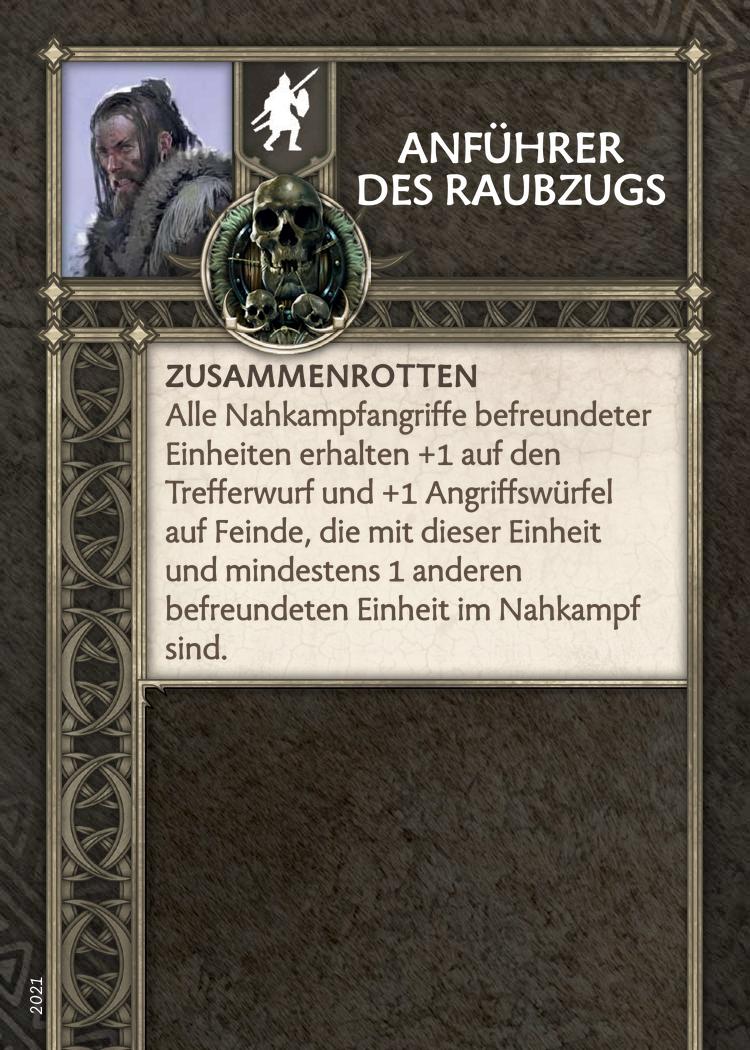 ANFÜHRER
DES RAUBZUGS
ZUSAMMENROTTEN
Alle Nahkampfangriffe befreundeter
Einheiten erhalten +1 auf den
Trefferwurf und +1 Angriffswürfel
auf Feinde, die mit dieser Einheit
und mindestens 1 anderen
befreundeten Einheit im Nahkampf
sind.
2021